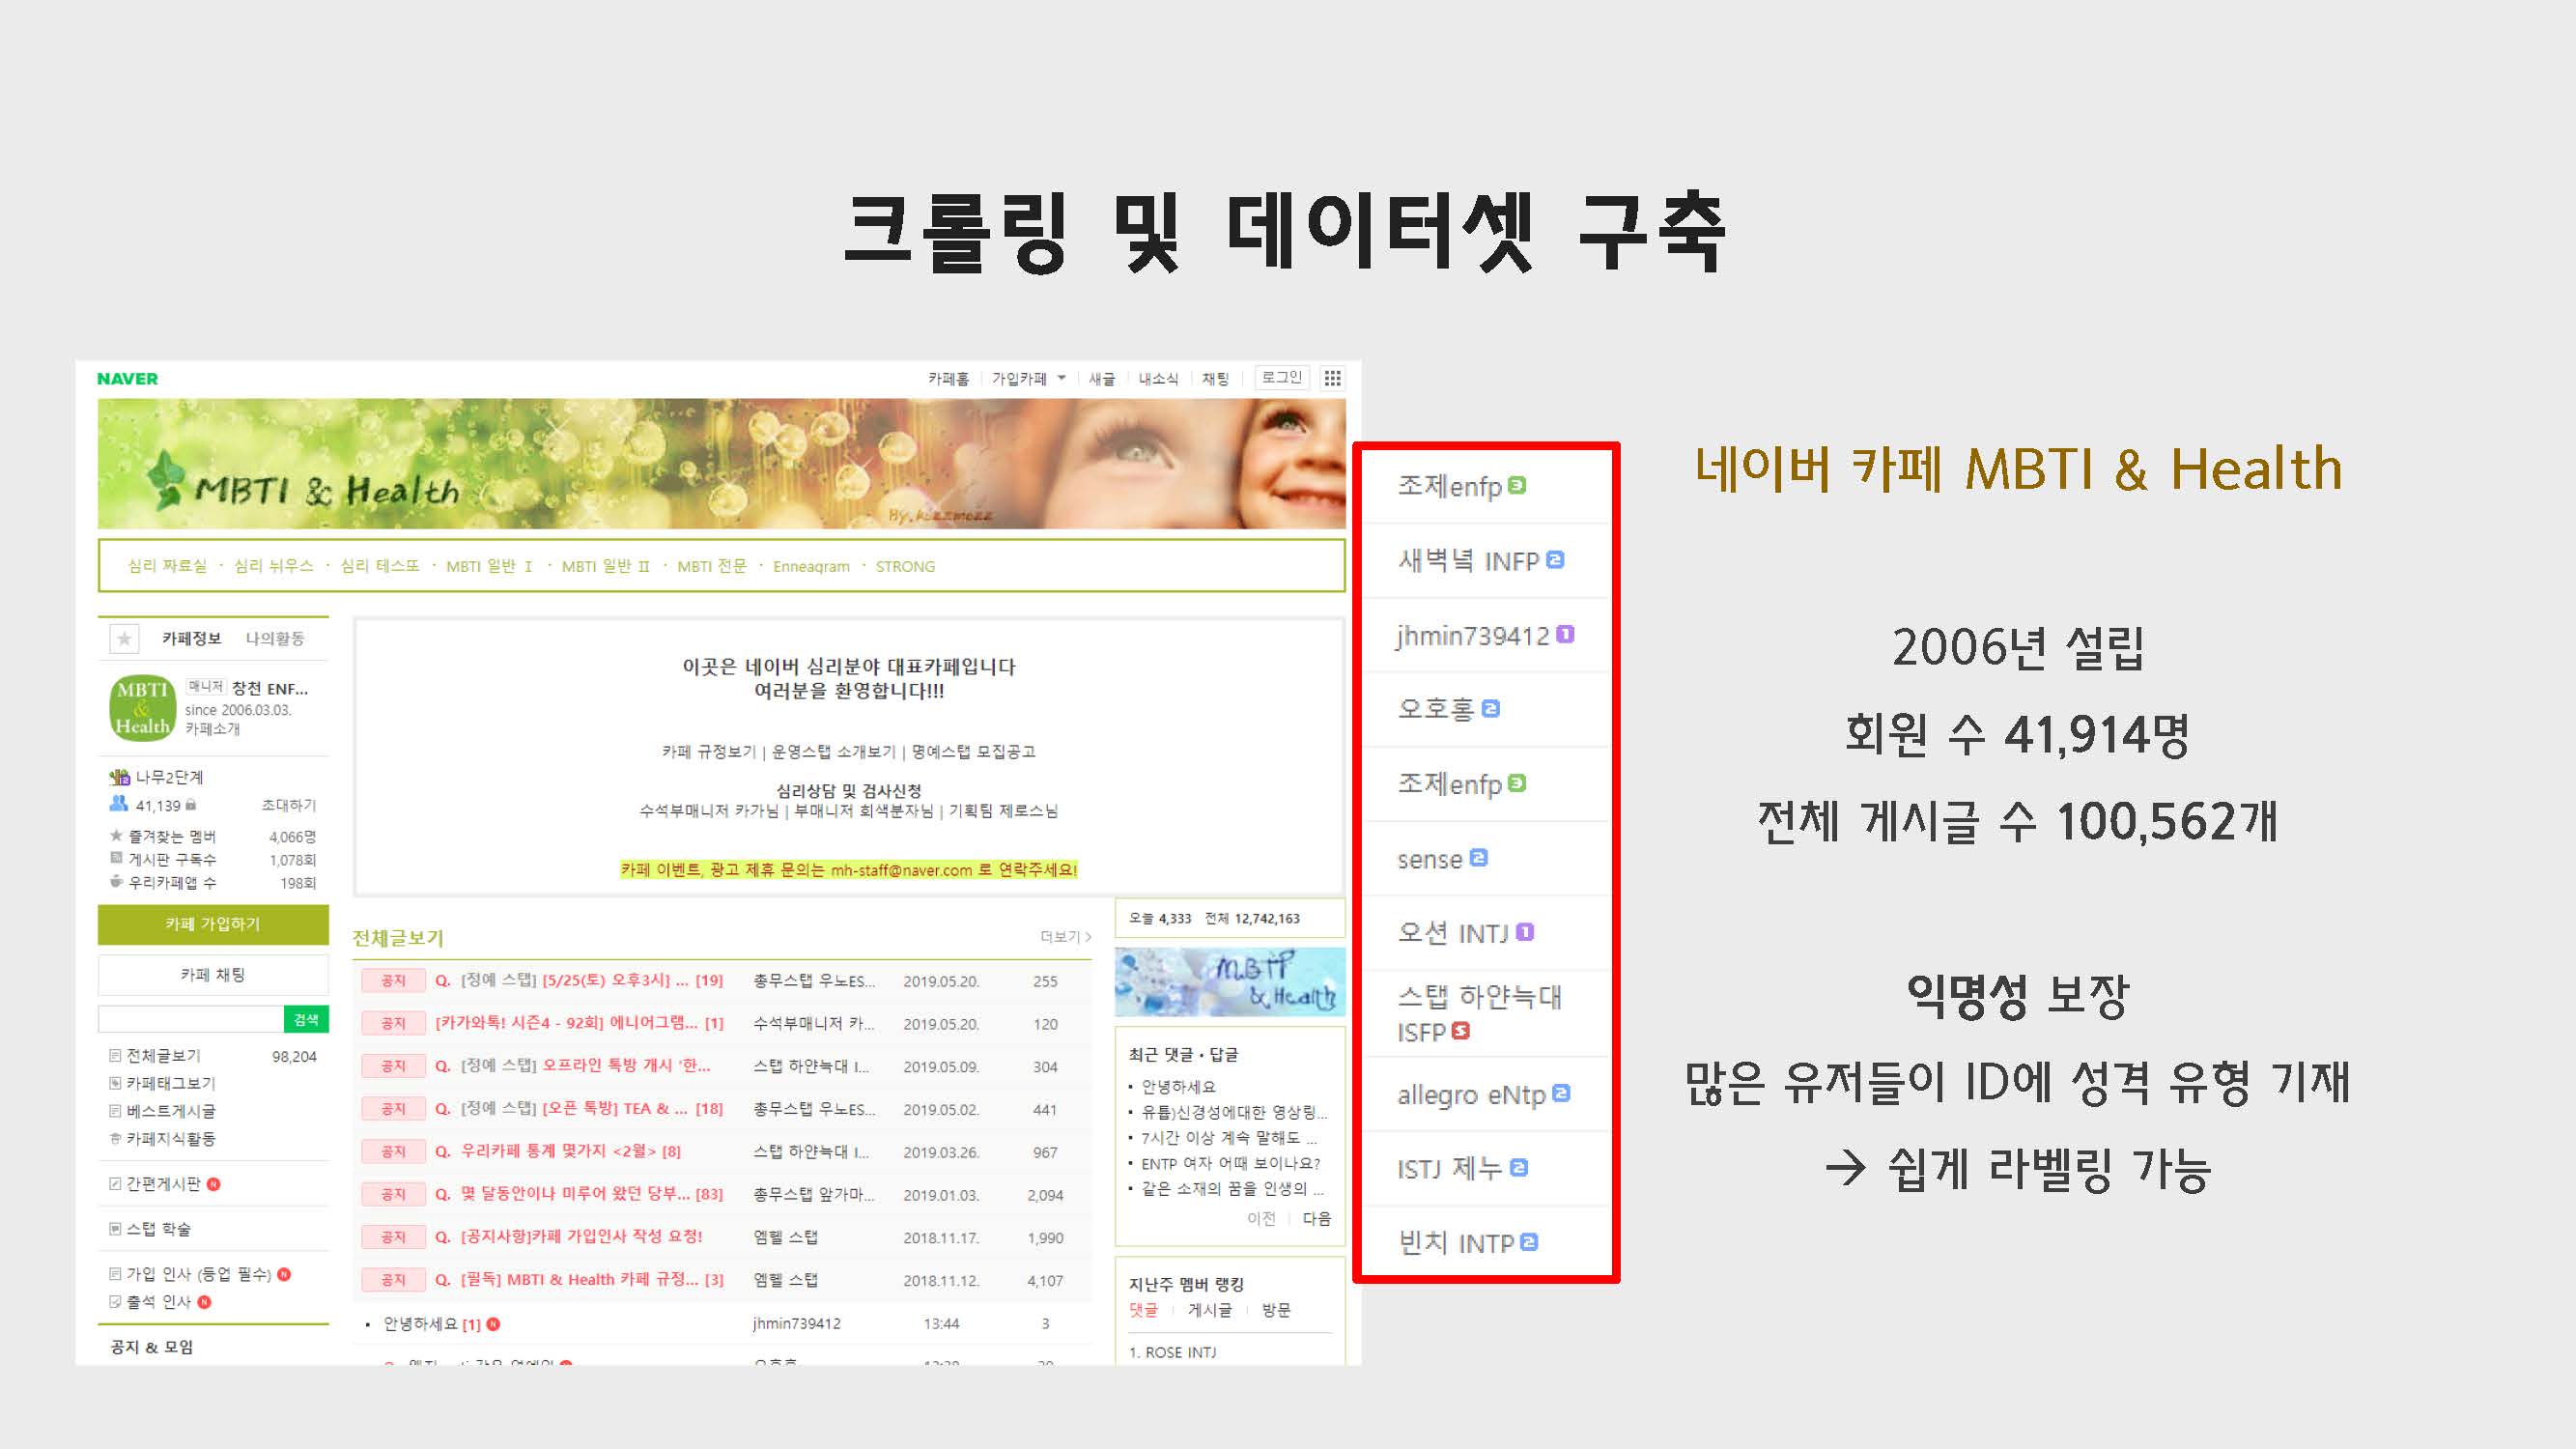 크롤링 및 데이터셋 구축
NAVER
카페홈 가입카페 새글 내소식 채팅 로그인
MBTI & Health
By.kozzmozz
심리 짜료실 · 심리 뉘우스 · 심리 테스또 · MBTI 일반 I · MBTI 일반 II · MBTI 전문 · Enneagram · STRONG
카페정보 나의활동
MBTI & Health
매니저 창천 ENF...
since 2006.03.03.
카페소개
나무2단계
41,139 초대하기
즐겨찾는 멤버 4,066명
게시판 구독수 1,078회
우리카페앱 수 198회
카페 가입하기
카페 채팅
검색
전체글보기 98,204
카페태그보기
베스트게시글
카페지식활동
간편게시판 N
스탭 학술
가입 인사 (등업 필수) N
출석 인사 N
공지 & 모임
이곳은 네이버 심리분야 대표카페입니다
여러분을 환영합니다!!!
카페 규정보기 | 운영스탭 소개보기 | 명예스탭 모집공고
심리상담 및 검사신청
수석부매니저 카가님 | 부매니저 회색분자님 | 기획팀 제로스님
카페 이벤트, 광고 제휴 문의는 mh-staff@naver.com 로 연락주세요!
전체글보기 더보기 >
공지 Q. [정예 스탭] [5/25(토) 오후3시] ... [19] 총무스탭 우노ES... 2019.05.20. 255
공지 [카가와톡! 시즌4 - 92회] 에니어그램... [1] 수석부매니저 카... 2019.05.20. 120
공지 Q. [정예 스탭] 오프라인 톡방 개시 '한... 스탭 하얀늑대 I... 2019.05.09. 304
공지 Q. [정예 스탭] [오픈 톡방] TEA & ... [18] 총무스탭 우노ES... 2019.05.02. 441
공지 Q. 우리카페 통계 몇가지 <2월> [8] 스탭 하얀늑대 I... 2019.03.26. 967
공지 Q. 몇 달동안이나 미루어 왔던 당부... [83] 총무스탭 앞가마... 2019.01.03. 2,094
공지 Q. [공지사항]카페 가입인사 작성 요청! 엠헬 스탭 2018.11.17. 1,990
공지 Q. [필독] MBTI & Health 카페 규정... [3] 엠헬 스탭 2018.11.12. 4,107
안녕하세요 [1] N jhmin739412 13:44 3
오늘 4,333 전체 12,742,163
MBTI & Health
최근 댓글 · 답글
안녕하세요
유튭)신경성에대한 영상링...
7시간 이상 계속 말해도 ...
ENTP 여자 어때 보이나요?
같은 소재의 꿈을 인생의 ...
이전 다음
지난주 멤버 랭킹
댓글 게시글 방문
1. ROSE INTJ
조제enfp 3
새벽녘 INFP 2
jhmin739412 1
오호홍 2
조제enfp 3
sense 2
오션 INTJ 1
스탭 하얀늑대
ISFP S
allegro eNtp 2
ISTJ 제누 2
빈치 INTP 2
네이버 카페 MBTI & Health
2006년 설립
회원 수 41,914명
전체 게시글 수 100,562개
익명성 보장
많은 유저들이 ID에 성격 유형 기재
→ 쉽게 라벨링 가능